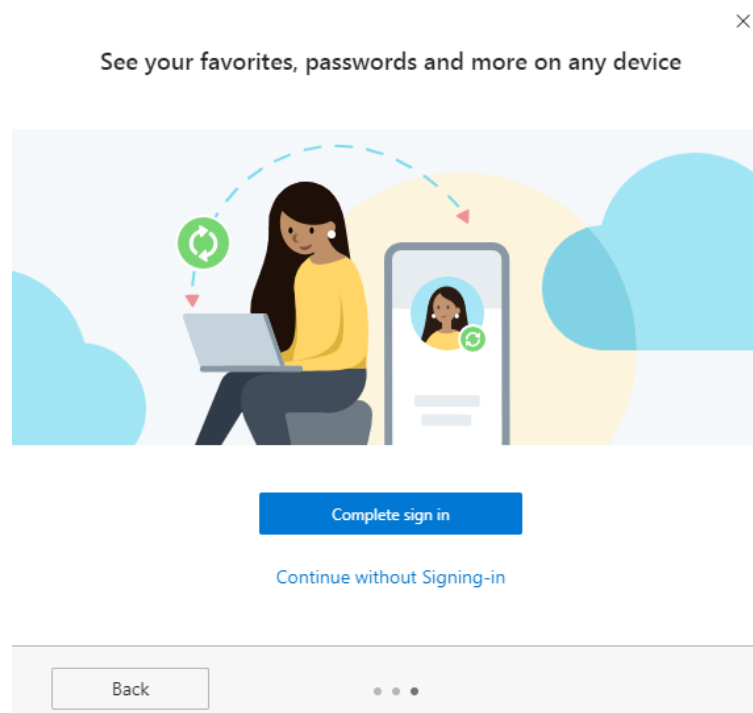 See your favorites, passwords and more on any device
Complete sign in
Continue without Signing-in
Back